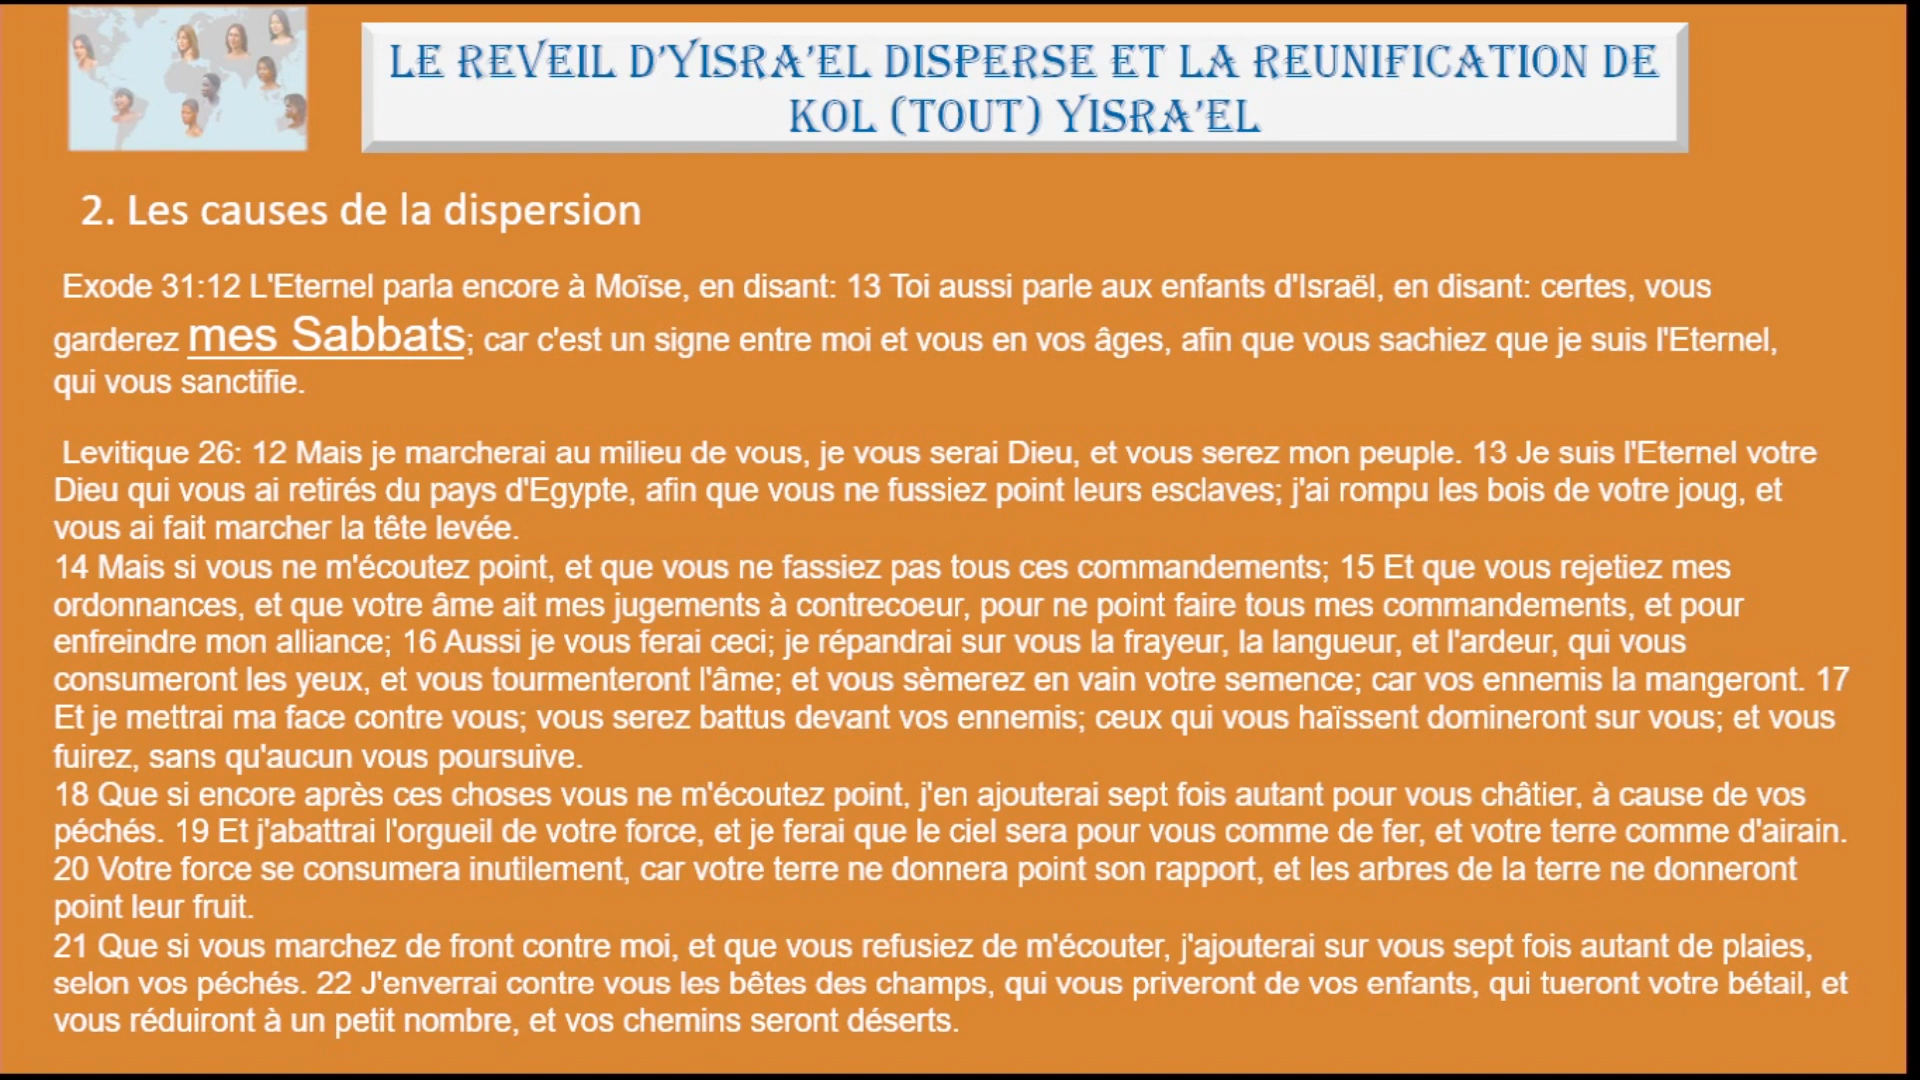 LE REVEIL D'YISRA'EL DISPERSE ET LA REUNIFICATION DE
KOL (TOUT) YISRA'EL
2. Les causes de la dispersion
Exode 31:12 L'Eternel parla encore à Moïse, en disant: 13 Toi aussi parle aux enfants d'Israël, en disant: certes, vous
garderez mes Sabbats; car c'est un signe entre moi et vous en vos âges, afin que vous sachiez que je suis l'Eternel,
qui vous sanctifie.
Levitique 26: 12 Mais je marcherai au milieu de vous, je vous serai Dieu, et vous serez mon peuple. 13 Je suis l'Eternel votre
Dieu qui vous ai retirés du pays d'Egypte, afin que vous ne fussiez point leurs esclaves; j'ai rompu les bois de votre joug, et
vous ai fait marcher la tête levée.
14 Mais si vous ne m'écoutez point, et que vous ne fassiez pas tous ces commandements; 15 Et que vous rejetiez mes
ordonnances, et que votre âme ait mes jugements à contrecoeur, pour ne point faire tous mes commandements, et pour
enfreindre mon alliance; 16 Aussi je vous ferai ceci; je répandrai sur vous la frayeur, la langueur, et l'ardeur, qui vous
consumeront les yeux, et vous tourmenteront l'âme; et vous sèmerez en vain votre semence; car vos ennemis la mangeront. 17
Et je mettrai ma face contre vous; vous serez battus devant vos ennemis; ceux qui vous haïssent domineront sur vous; et vous
fuirez, sans qu'aucun vous poursuive.
18 Que si encore après ces choses vous ne m'écoutez point, j'en ajouterai sept fois autant pour vous châtier, à cause de vos
péchés. 19 Et j'abattrai l'orgueil de votre force, et je ferai que le ciel sera pour vous comme de fer, et votre terre comme d'airain.
20 Votre force se consumera inutilement, car votre terre ne donnera point son rapport, et les arbres de la terre ne donneront
point leur fruit.
21 Que si vous marchez de front contre moi, et que vous refusiez de m'écouter, j'ajouterai sur vous sept fois autant de plaies,
selon vos péchés. 22 J'enverrai contre vous les bêtes des champs, qui vous priveront de vos enfants, qui tueront votre bétail, et
vous réduiront à un petit nombre, et vos chemins seront déserts.